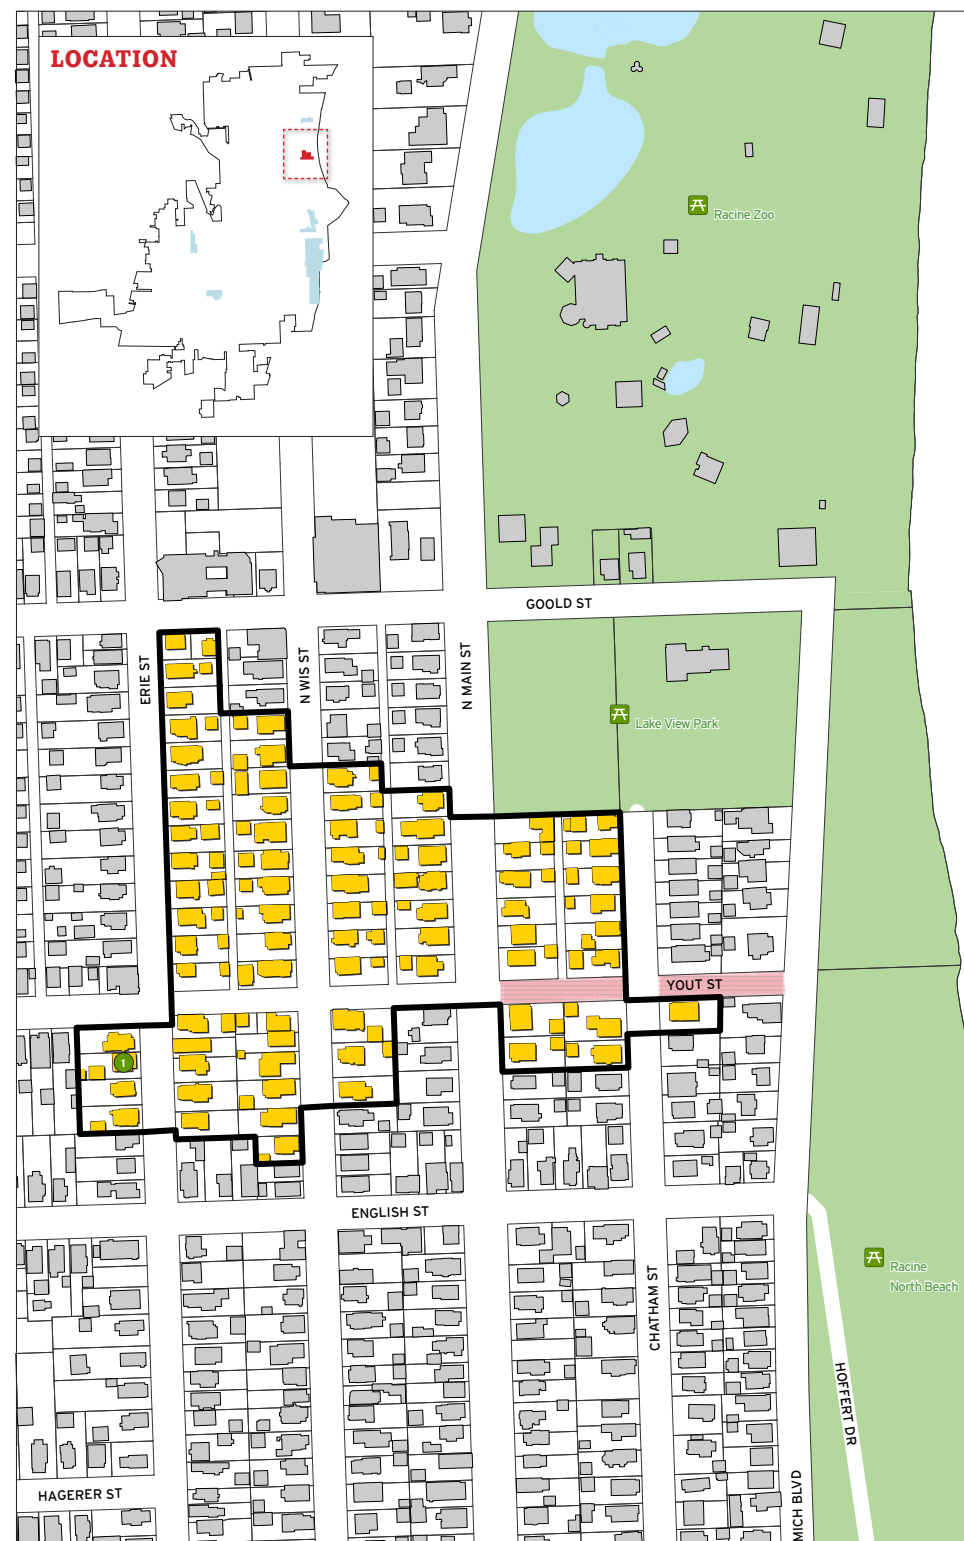 LOCATION
Racine Zoo
GOOLD ST
ERIE ST
N WIS ST
N MAIN ST
Lake View Park
YOUT ST
1
ENGLISH ST
Racine
North Beach
CHATHAM ST
HOFFERT DR
HAGERER ST
MICH BLVD